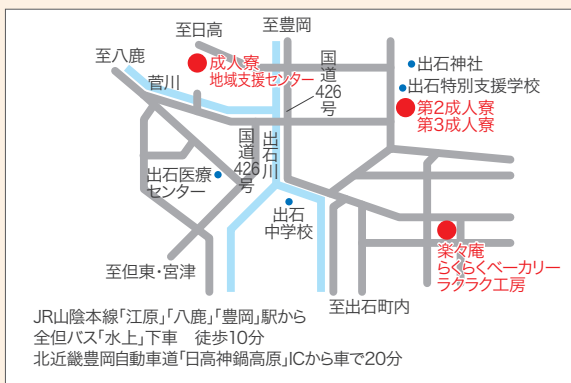 至豊岡
至日高
至八鹿
成人寮
地域支援センター
国道426号
出石神社
出石特別支援学校
菅川
第2成人寮
第3成人寮
国道426号
出石川
出石医療
センター
出石
中学校
楽々庵
らくらくベーカリー
ラクラク工房
至但東・宮津
至出石町内
JR山陰本線「江原」「八鹿」「豊岡」駅から
全但バス「水上」下車　徒歩10分
北近畿豊岡自動車道「日高神鍋高原」ICから車で20分